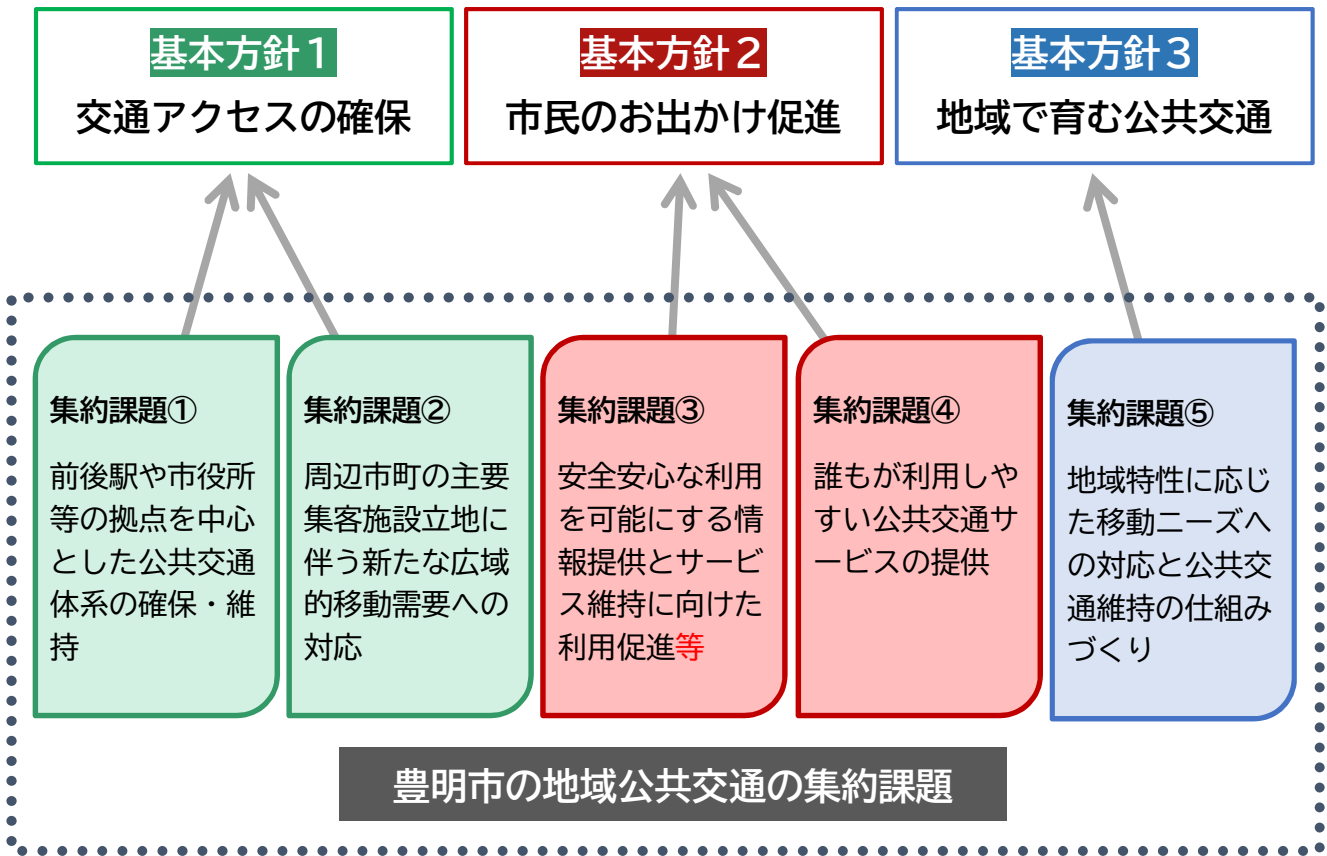 基本方針１
交通アクセスの確保
基本方針２
市民のお出かけ促進
基本方針３
地域で育む公共交通
集約課題①
前後駅や市役所
等の拠点を中心
とした公共交通
体系の確保・維
持
集約課題②
周辺市町の主要
集客施設立地に
伴う新たな広域
的移動需要への
対応
集約課題③
安全安心な利用
を可能にする情
報提供とサービ
ス維持に向けた
利用促進等
集約課題④
誰もが利用しや
すい公共交通サ
ービスの提供
集約課題⑤
地域特性に応じ
た移動ニーズへ
の対応と公共交
通維持の仕組み
づくり
豊明市の地域公共交通の集約課題